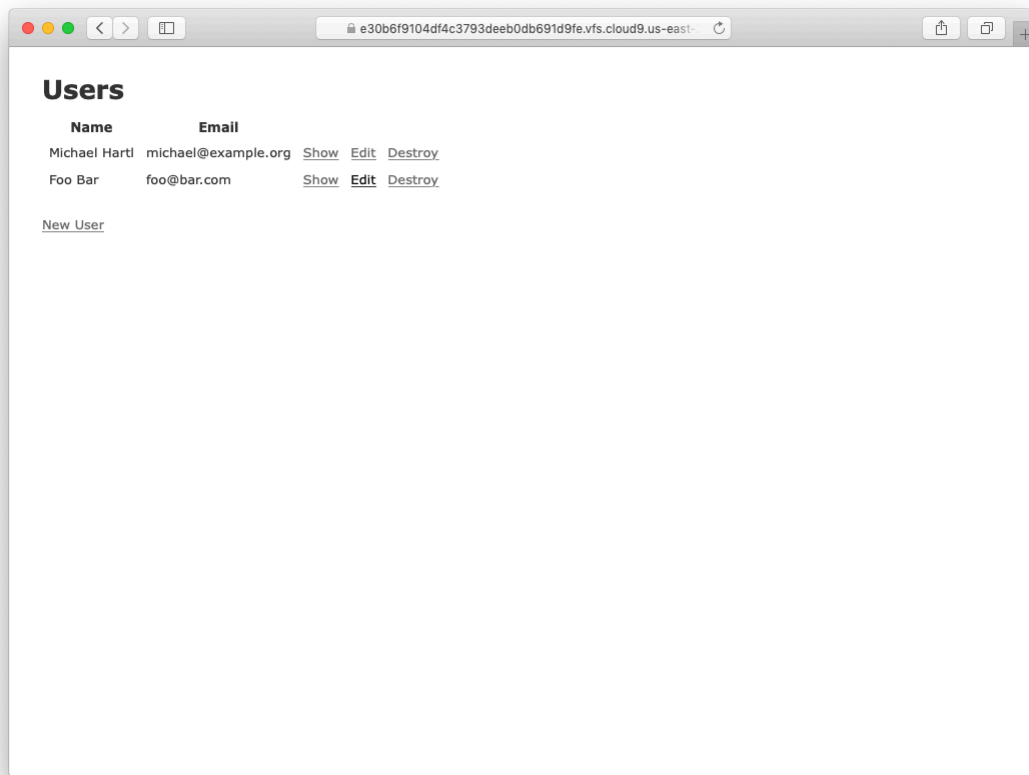 e30b6f9104df4c3793deeb0db691d9fe.vfs.cloud9.us-east-
Users
Name Email
Michael Hartl michael@example.org Show Edit Destroy
Foo Bar foo@bar.com Show Edit Destroy
New User